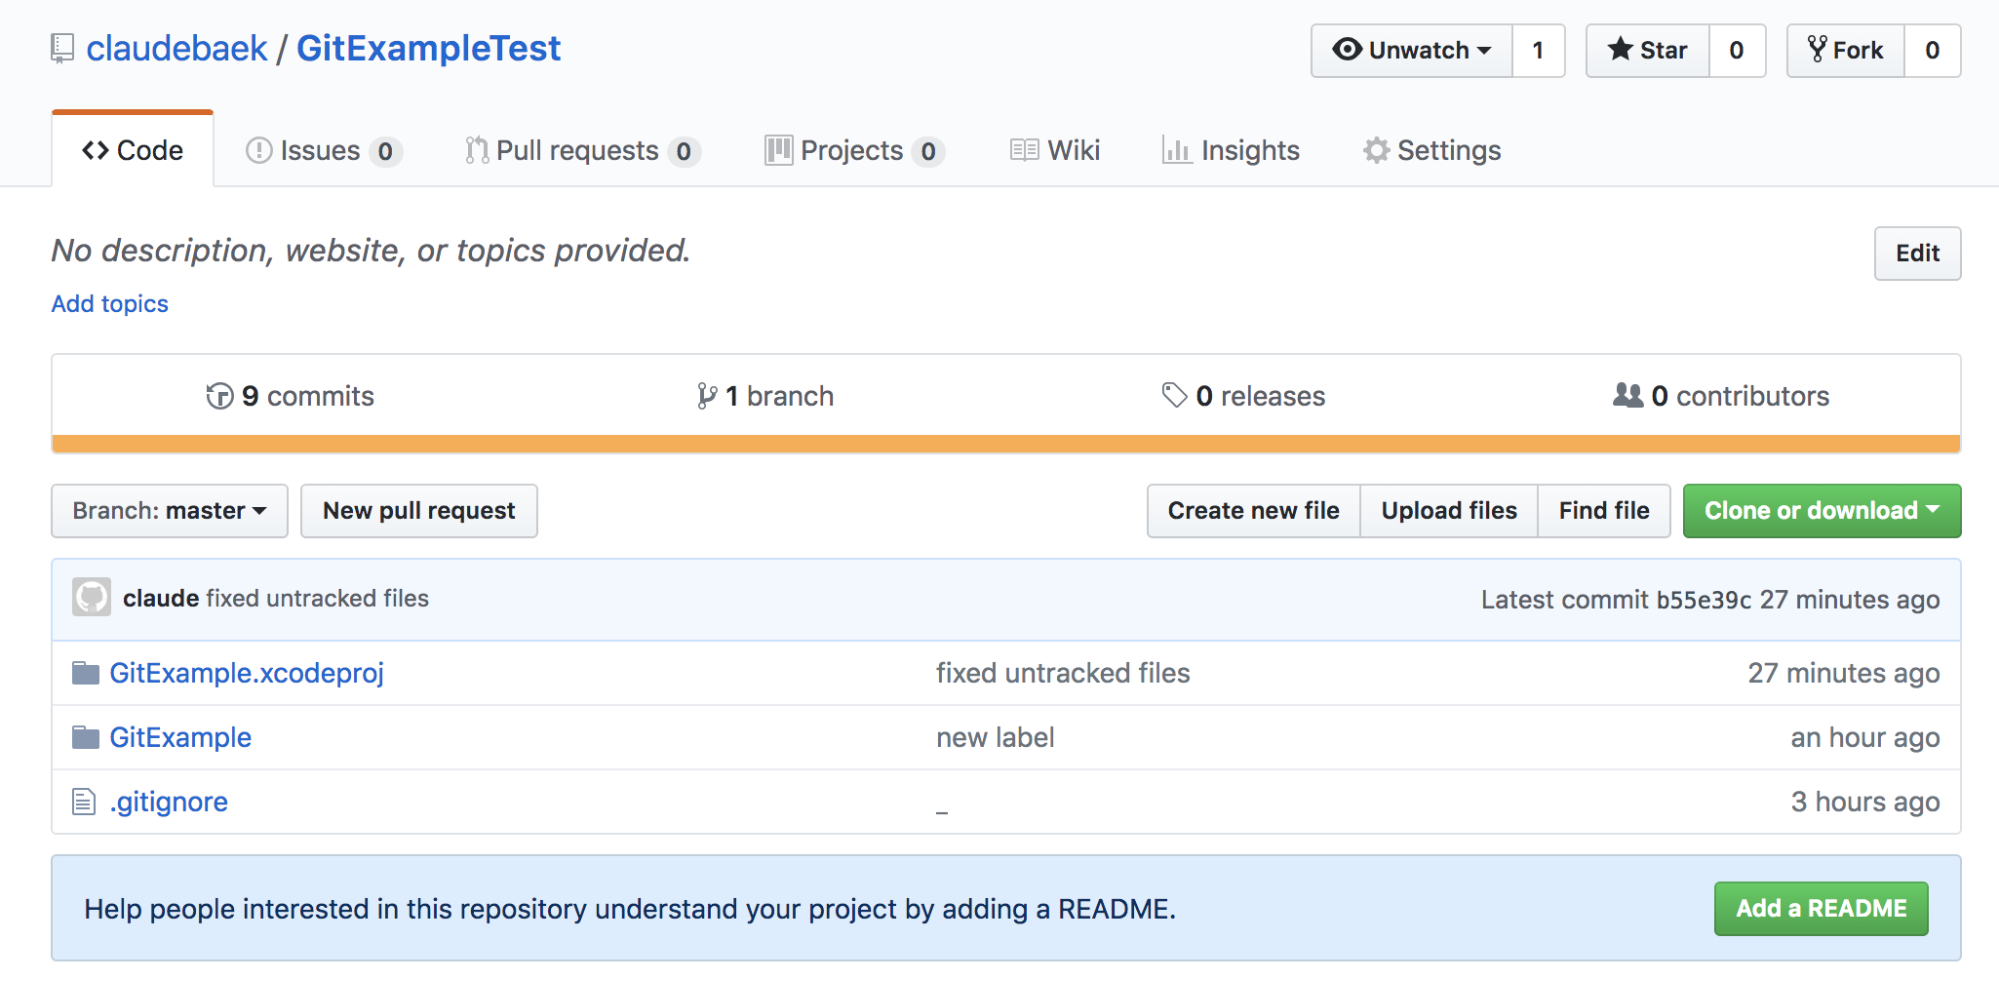 claudebaek / GitExampleTest
Unwatch 1 Star 0 Fork 0
Code Issues 0 Pull requests 0 Projects 0 Wiki Insights Settings
No description, website, or topics provided.
Edit
Add topics
9 commits 1 branch 0 releases 0 contributors
Branch: master New pull request Create new file Upload files Find file Clone or download
claude fixed untracked files Latest commit b55e39c 27 minutes ago
GitExample.xcodeproj fixed untracked files 27 minutes ago
GitExample new label an hour ago
.gitignore _ 3 hours ago
Help people interested in this repository understand your project by adding a README. Add a README